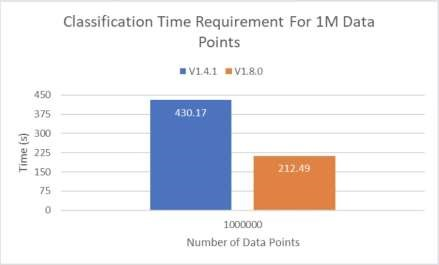 Classification Time Requirement For 1M Data
Points
V1.4.1 V1.8.0
450
375
300
225
150
75
0
Time (s)
430.17
212.49
1000000
Number of Data Points